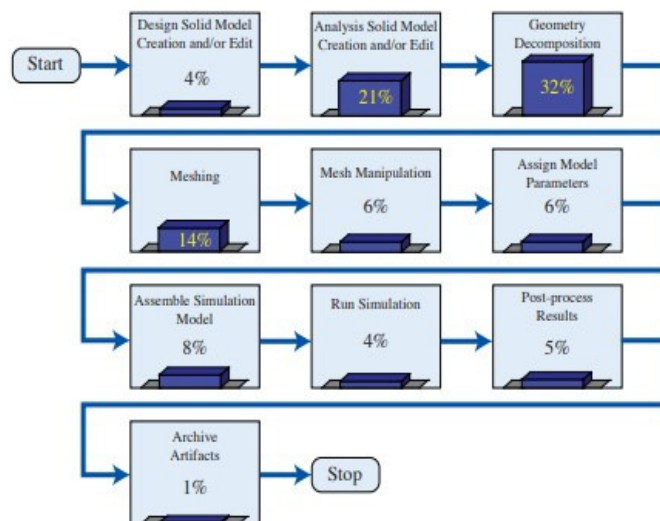 Start
Design Solid Model
Creation and/or Edit
4%
Analysis Solid Model
Creation and/or Edit
21%
Geometry
Decomposition
32%
Meshing
14%
Mesh Manipulation
6%
Assign Model
Parameters
6%
Assemble Simulation
Model
8%
Run Simulation
4%
Post-process
Results
5%
Archive
Artifacts
1%
Stop